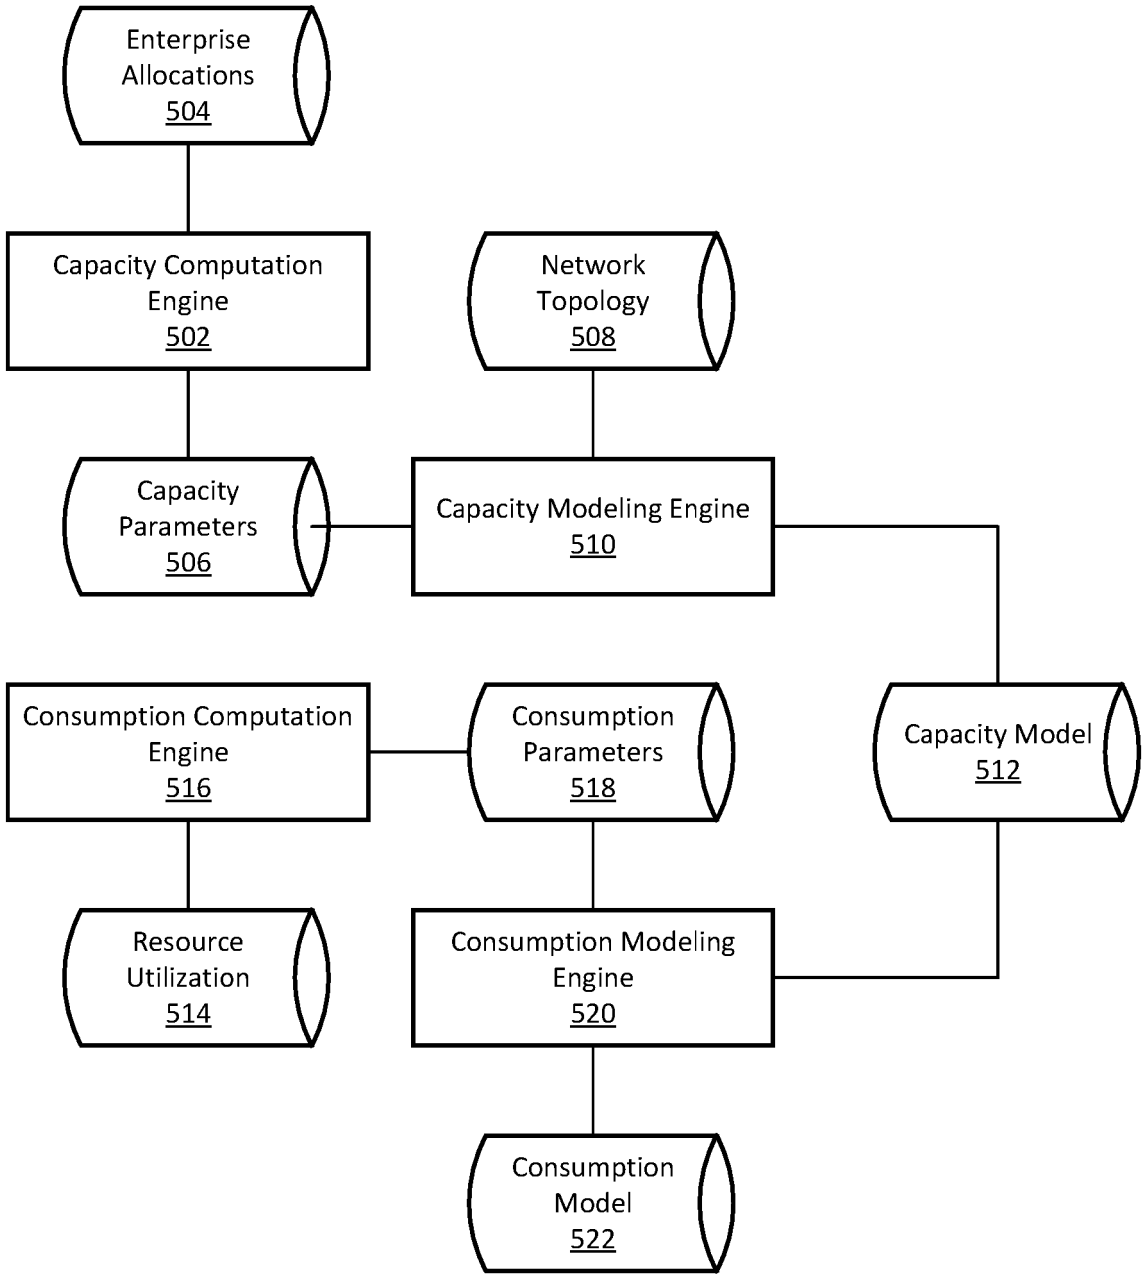 Enterprise
Allocations
504
Capacity Computation
Engine
502
Network
Topology
508
Capacity
Parameters
506
Capacity Modeling Engine
510
Consumption Computation
Engine
516
Consumption
Parameters
518
Capacity Model
512
Resource
Utilization
514
Consumption Modeling
Engine
520
Consumption
Model
522